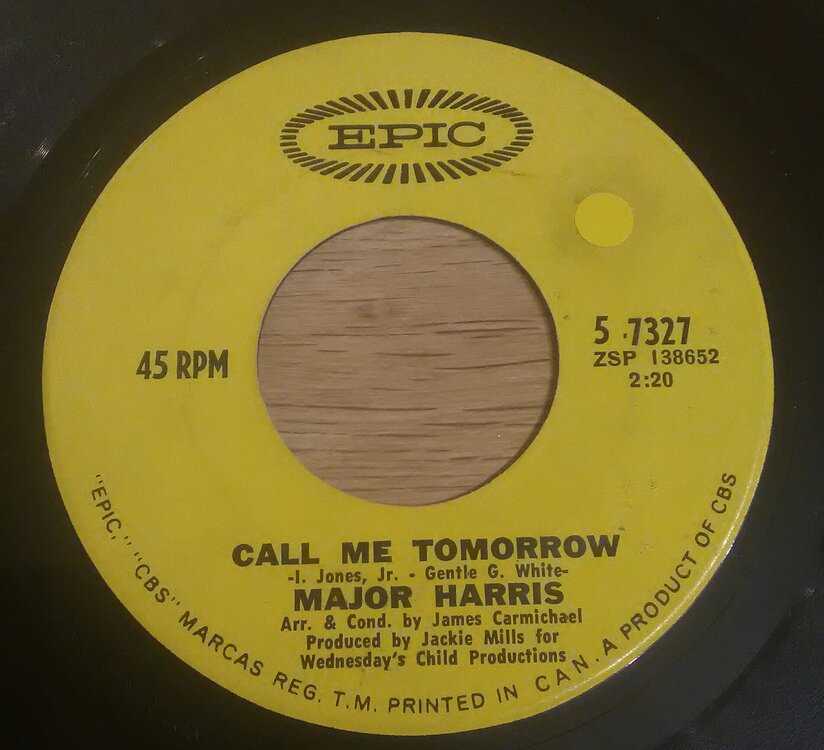 EPIC
45 RPM
5 .7327
ZSP 138652
2:20
CALL ME TOMORROW
-I. Jones, Jr. - Gentle G. White-
MAJOR HARRIS
Arr. & Cond. by James Carmichael
Produced by Jackie Mills for
Wednesday's Child Productions
"EPIC," "CBS" MARCAS REG. T.M. PRINTED IN CAN. A PRODUCT OF CBS